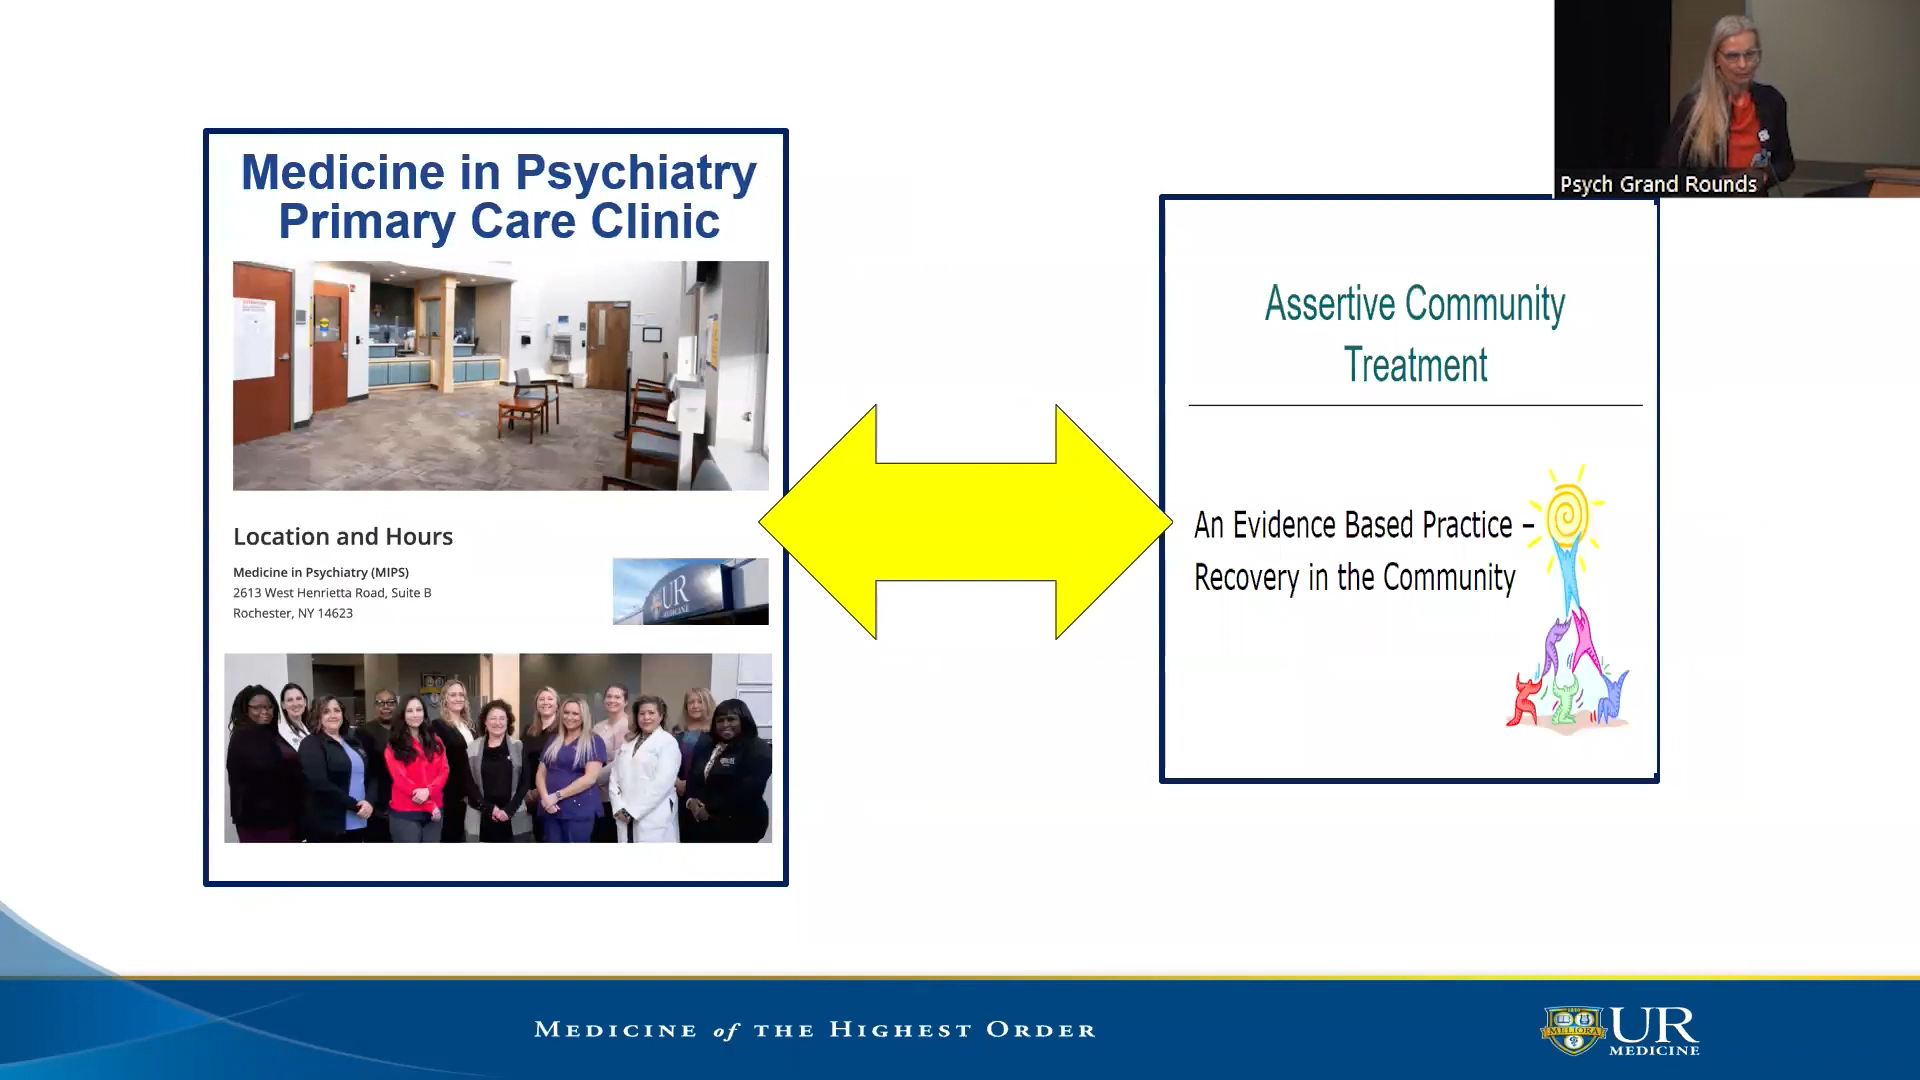 Psych Grand Rounds
Medicine in Psychiatry
Primary Care Clinic
Location and Hours
Medicine in Psychiatry (MIPS)
2613 West Henrietta Road, Suite B
Rochester, NY 14623
UR
MEDICINE
Assertive Community
Treatment
An Evidence Based Practice –
Recovery in the Community
MEDICINE of THE HIGHEST ORDER
MELIORA
UR
MEDICINE